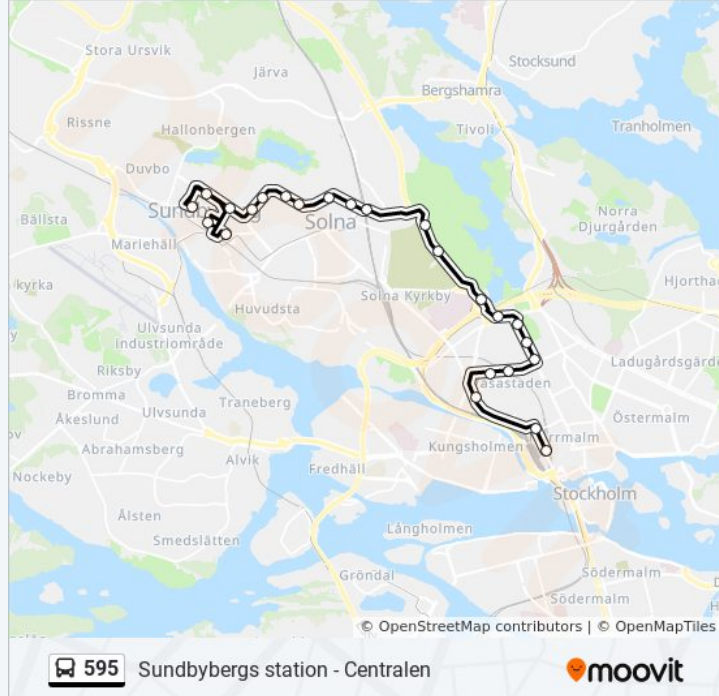 Stora Ursvik
Stocksund
Järva
Bergshamra
Rissne
Hallonbergen
Tivoli
Tranholmen
Duvbo
Sundbyberg
Solna
Norra
Djurgården
Bällsta
Mariehäll
kyrka
Solna Kyrkby
Hjorthag
Huvudsta
Ulvsunda
industriområde
Riksby
Ladugårdsgärde
Bromma
Traneberg
Vasastaden
Åkeslund
Ulvsunda
Östermalm
Abrahamsberg
Kungsholmen
Norrmalm
Alvik
Fredhäll
Nockeby
Stockholm
Ålsten
Långholmen
Smedslätten
Gröndal
Södermalm
Södermalm
© OpenStreetMap contributors | © OpenMapTiles
595 Sundbybergs station - Centralen
moovit